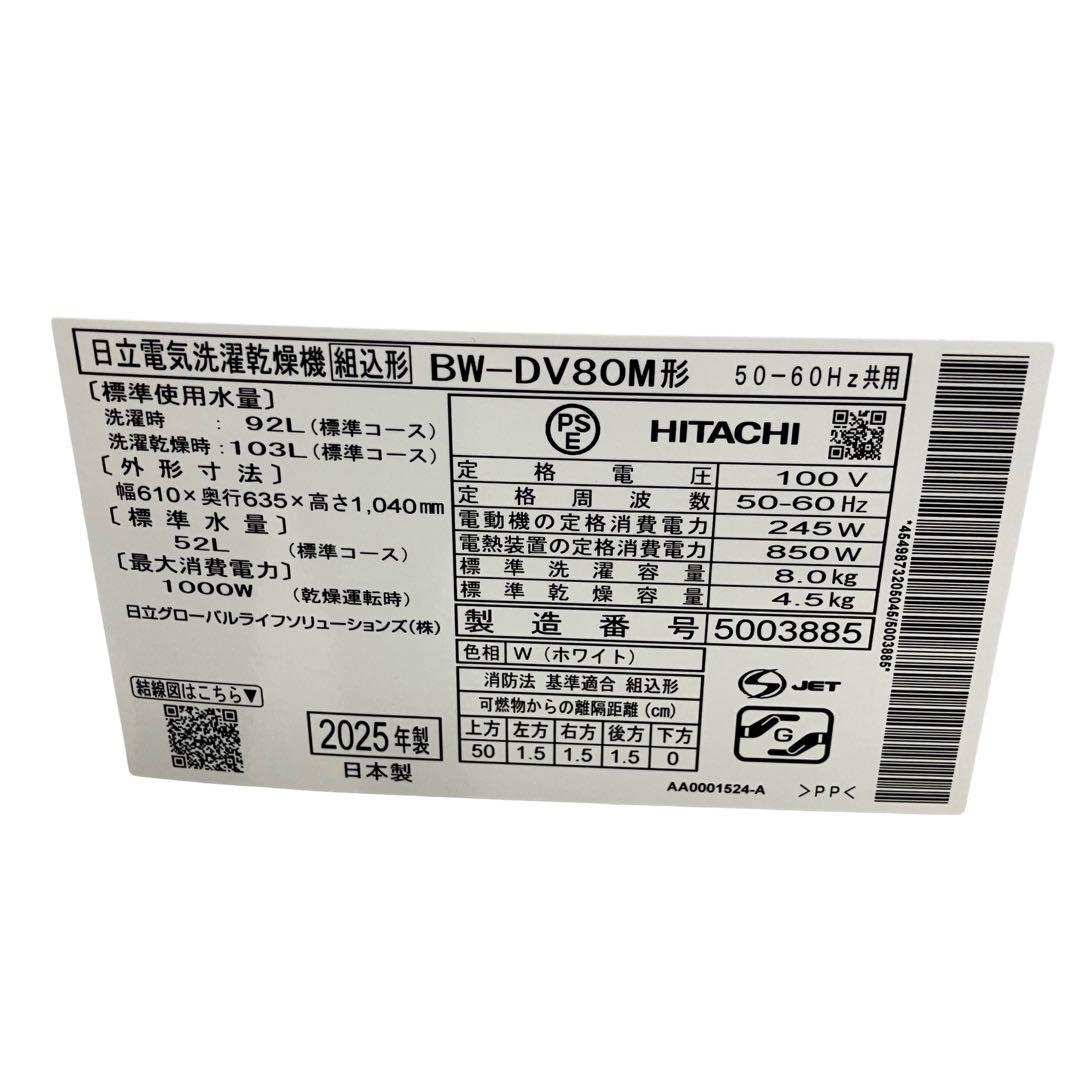 日立電気洗濯乾燥機 組込形 BW-DV80M形 50-60Hz共用
〔標準使用水量〕
洗濯時 : 92L(標準コース)
洗濯乾燥時 : 103L(標準コース)
〔外形寸法〕
幅610×奥行635×高さ1,040mm
〔標準水量〕
52L (標準コース)
〔最大消費電力〕
1000W (乾燥運転時)
日立グローバルライフソリューションズ(株)
結線図はこちら▼
2025年製
日本製
PS
E
HITACHI
定格電圧 100V
定格周波数 50-60Hz
電動機の定格消費電力 245W
電熱装置の定格消費電力 850W
標準洗濯容量 8.0kg
標準乾燥容量 4.5kg
製造番号 5003885
色相 W(ホワイト)
消防法 基準適合 組込形
可燃物からの離隔距離(cm)
上方 左方 右方 後方 下方
50 1.5 1.5 1.5 0
S JET
G
AA0001524-A >PP<
*4549873205045/5003885*